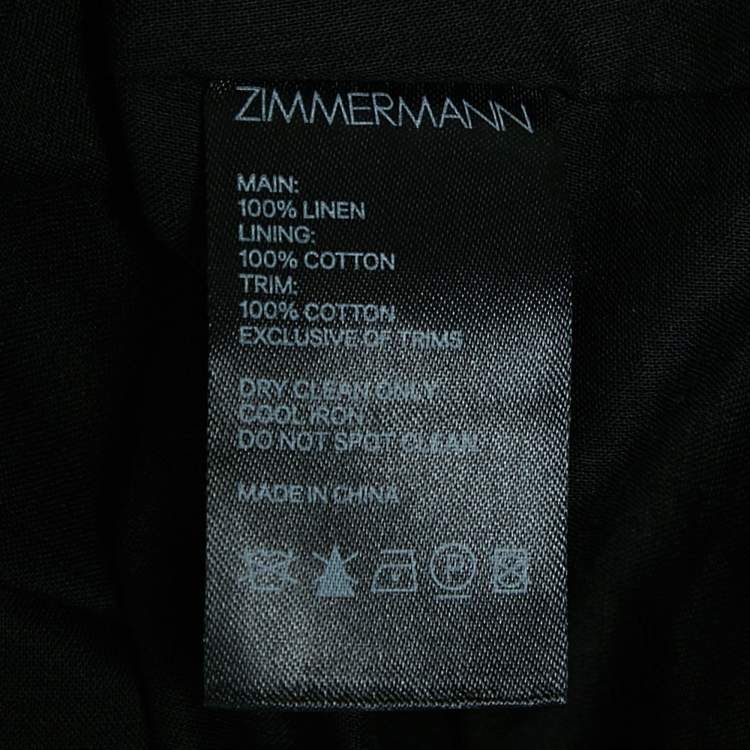 ZIMMERMANN
MAIN:
100% LINEN
LINING:
100% COTTON
TRIM:
100% COTTON
EXCLUSIVE OF TRIMS
DRY CLEAN ONLY
COOL IRON
DO NOT SPOT CLEAN
MADE IN CHINA
P